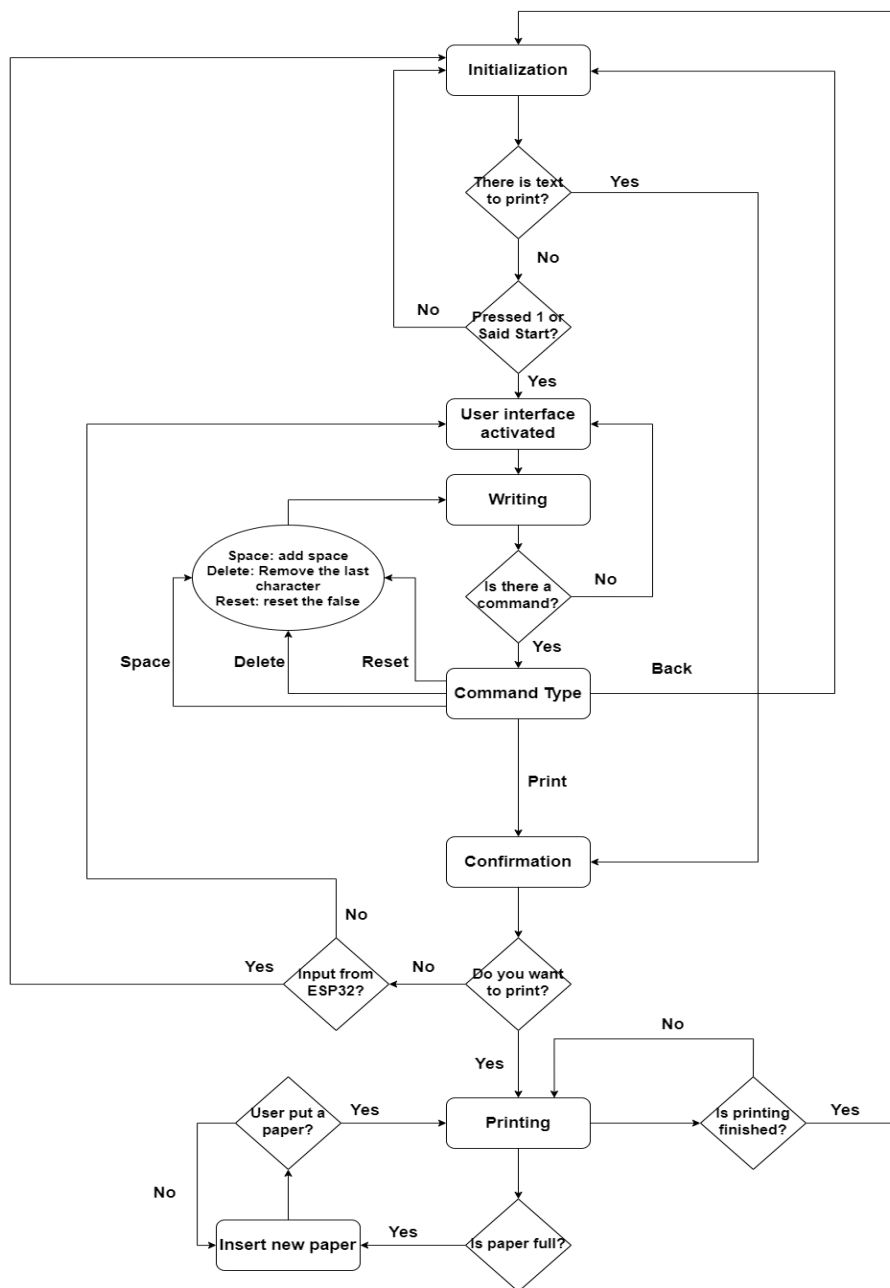 Initialization
There is text
to print?
Yes
No
No
Pressed 1 or
Said Start?
Yes
User interface
activated
Writing
Space: add space
Delete: Remove the last
character
Reset: reset the false
Is there a
command?
No
Yes
Space
Delete
Reset
Back
Command Type
Print
Confirmation
No
Yes
Input from
ESP32?
No
Do you want
to print?
No
Yes
User put a
paper?
Yes
Printing
Is printing
finished?
Yes
No
Insert new paper
Yes
Is paper full?